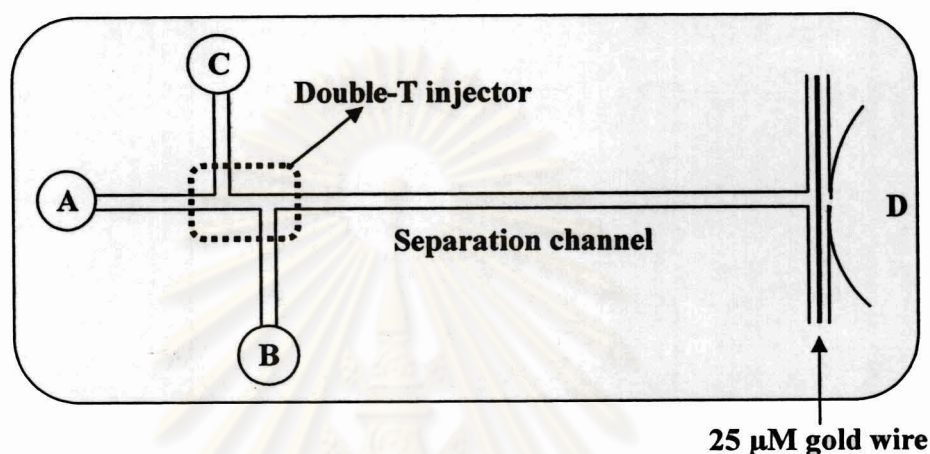 C
Double-T injector
A
D
Separation channel
B
25 μM gold wire